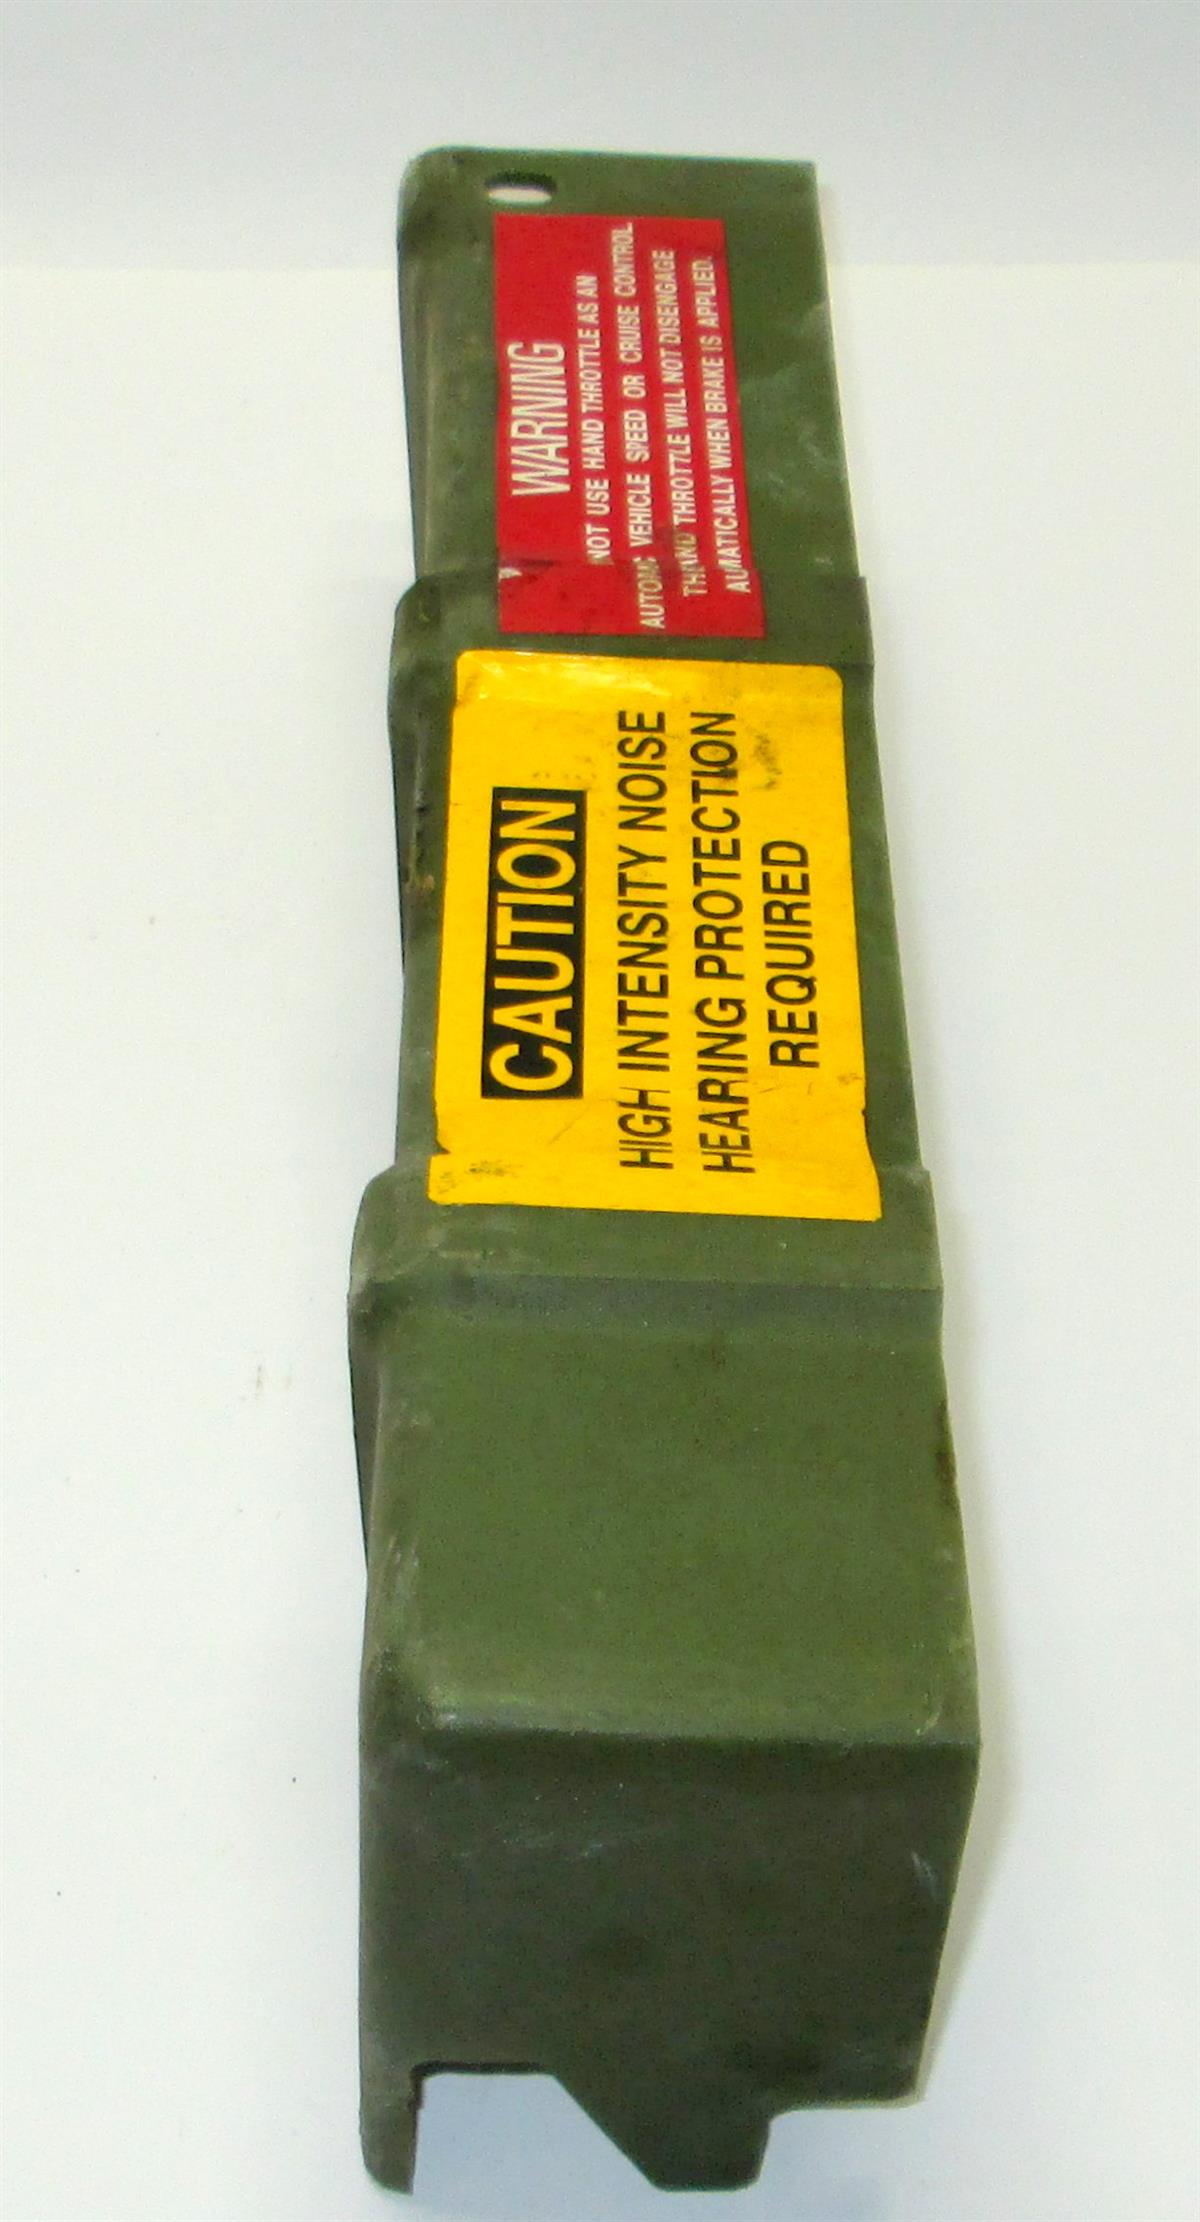 WARNING
NOT USE HAND THROTTLE AS AN
VEHICLE SPEED OR CRUISE CONTROL.
THROTTLE WILL NOT DISENGAGE
WHEN BRAKE IS APPLIED.
CAUTION
HIGH INTENSITY NOISE
HEARING PROTECTION
REQUIRED